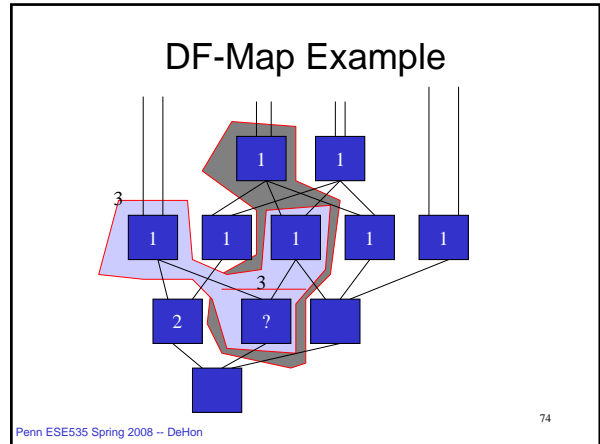 DF-Map Example
1 1
3
1 1 1 1 1
3
2 ?
Penn ESE535 Spring 2008 -- DeHon
74